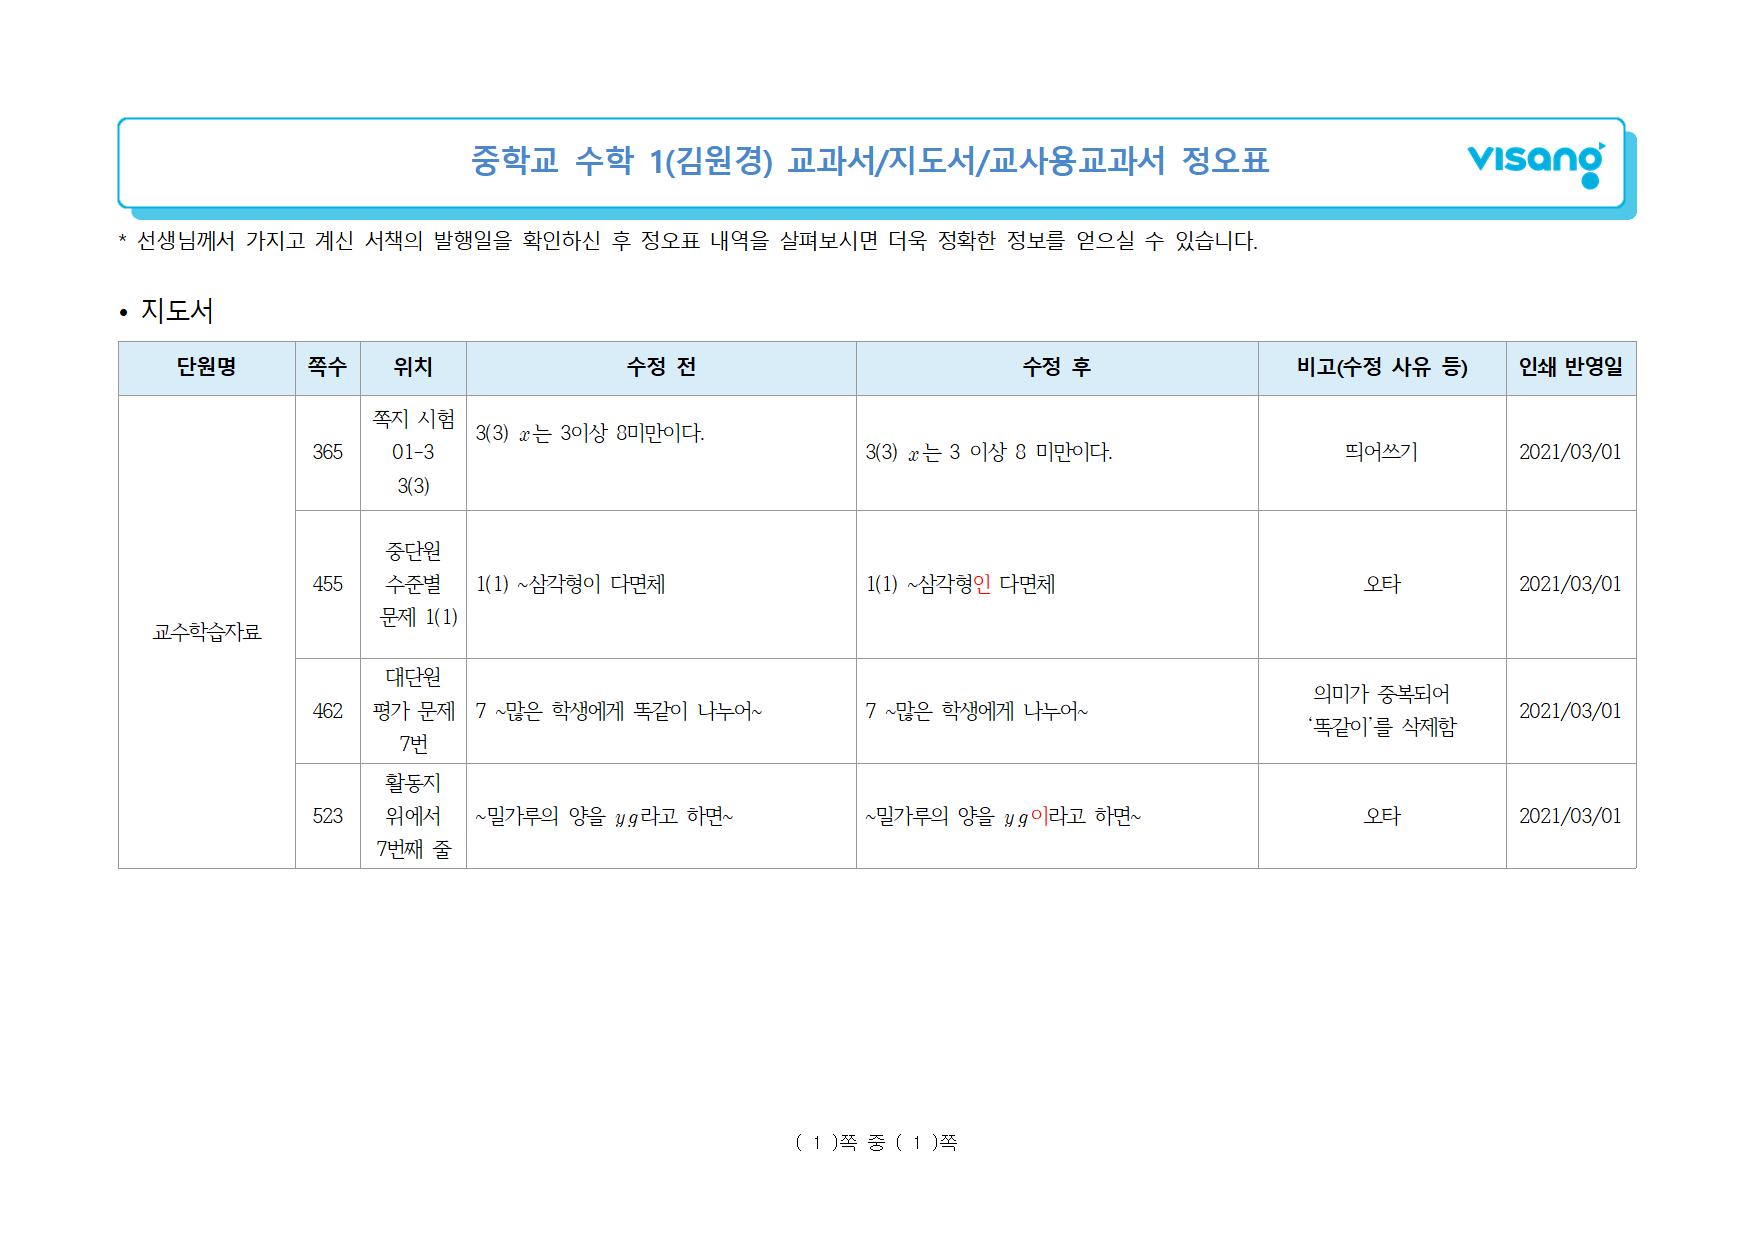 중학교 수학 1(김원경) 교과서/지도서/교사용교과서 정오표
visang
* 선생님께서 가지고 계신 서책의 발행일을 확인하신 후 정오표 내역을 살펴보시면 더욱 정확한 정보를 얻으실 수 있습니다.
• 지도서
단원명 쪽수 위치 수정 전 수정 후 비고(수정 사유 등) 인쇄 반영일
교수학습자료
365
쪽지 시험
01-3
3(3)
3(3) x는 3이상 8미만이다.
3(3) x는 3 이상 8 미만이다.
띄어쓰기
2021/03/01
455
중단원
수준별
문제 1(1)
1(1) ~삼각형이 다면체
1(1) ~삼각형인 다면체
오타
2021/03/01
462
대단원
평가 문제
7번
7 ~많은 학생에게 똑같이 나누어~
7 ~많은 학생에게 나누어~
의미가 중복되어
‘똑같이’를 삭제함
2021/03/01
523
활동지
위에서
7번째 줄
~밀가루의 양을 y g라고 하면~
~밀가루의 양을 y g이라고 하면~
오타
2021/03/01
( 1 )쪽 중 ( 1 )쪽